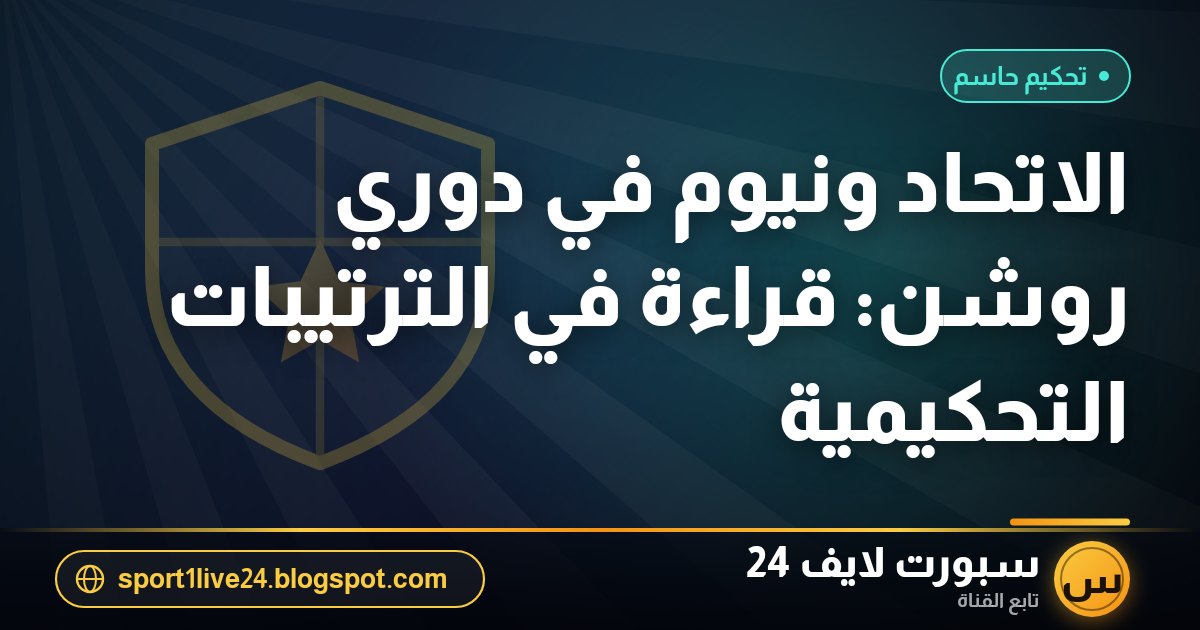 تحكيم حاسم
الاتحاد ونيوم في دوري
روشن: قراءة في الترتيبات
التحكيمية
سبورت لايف 24
تابع القناة
س
sport1live24.blogspot.com